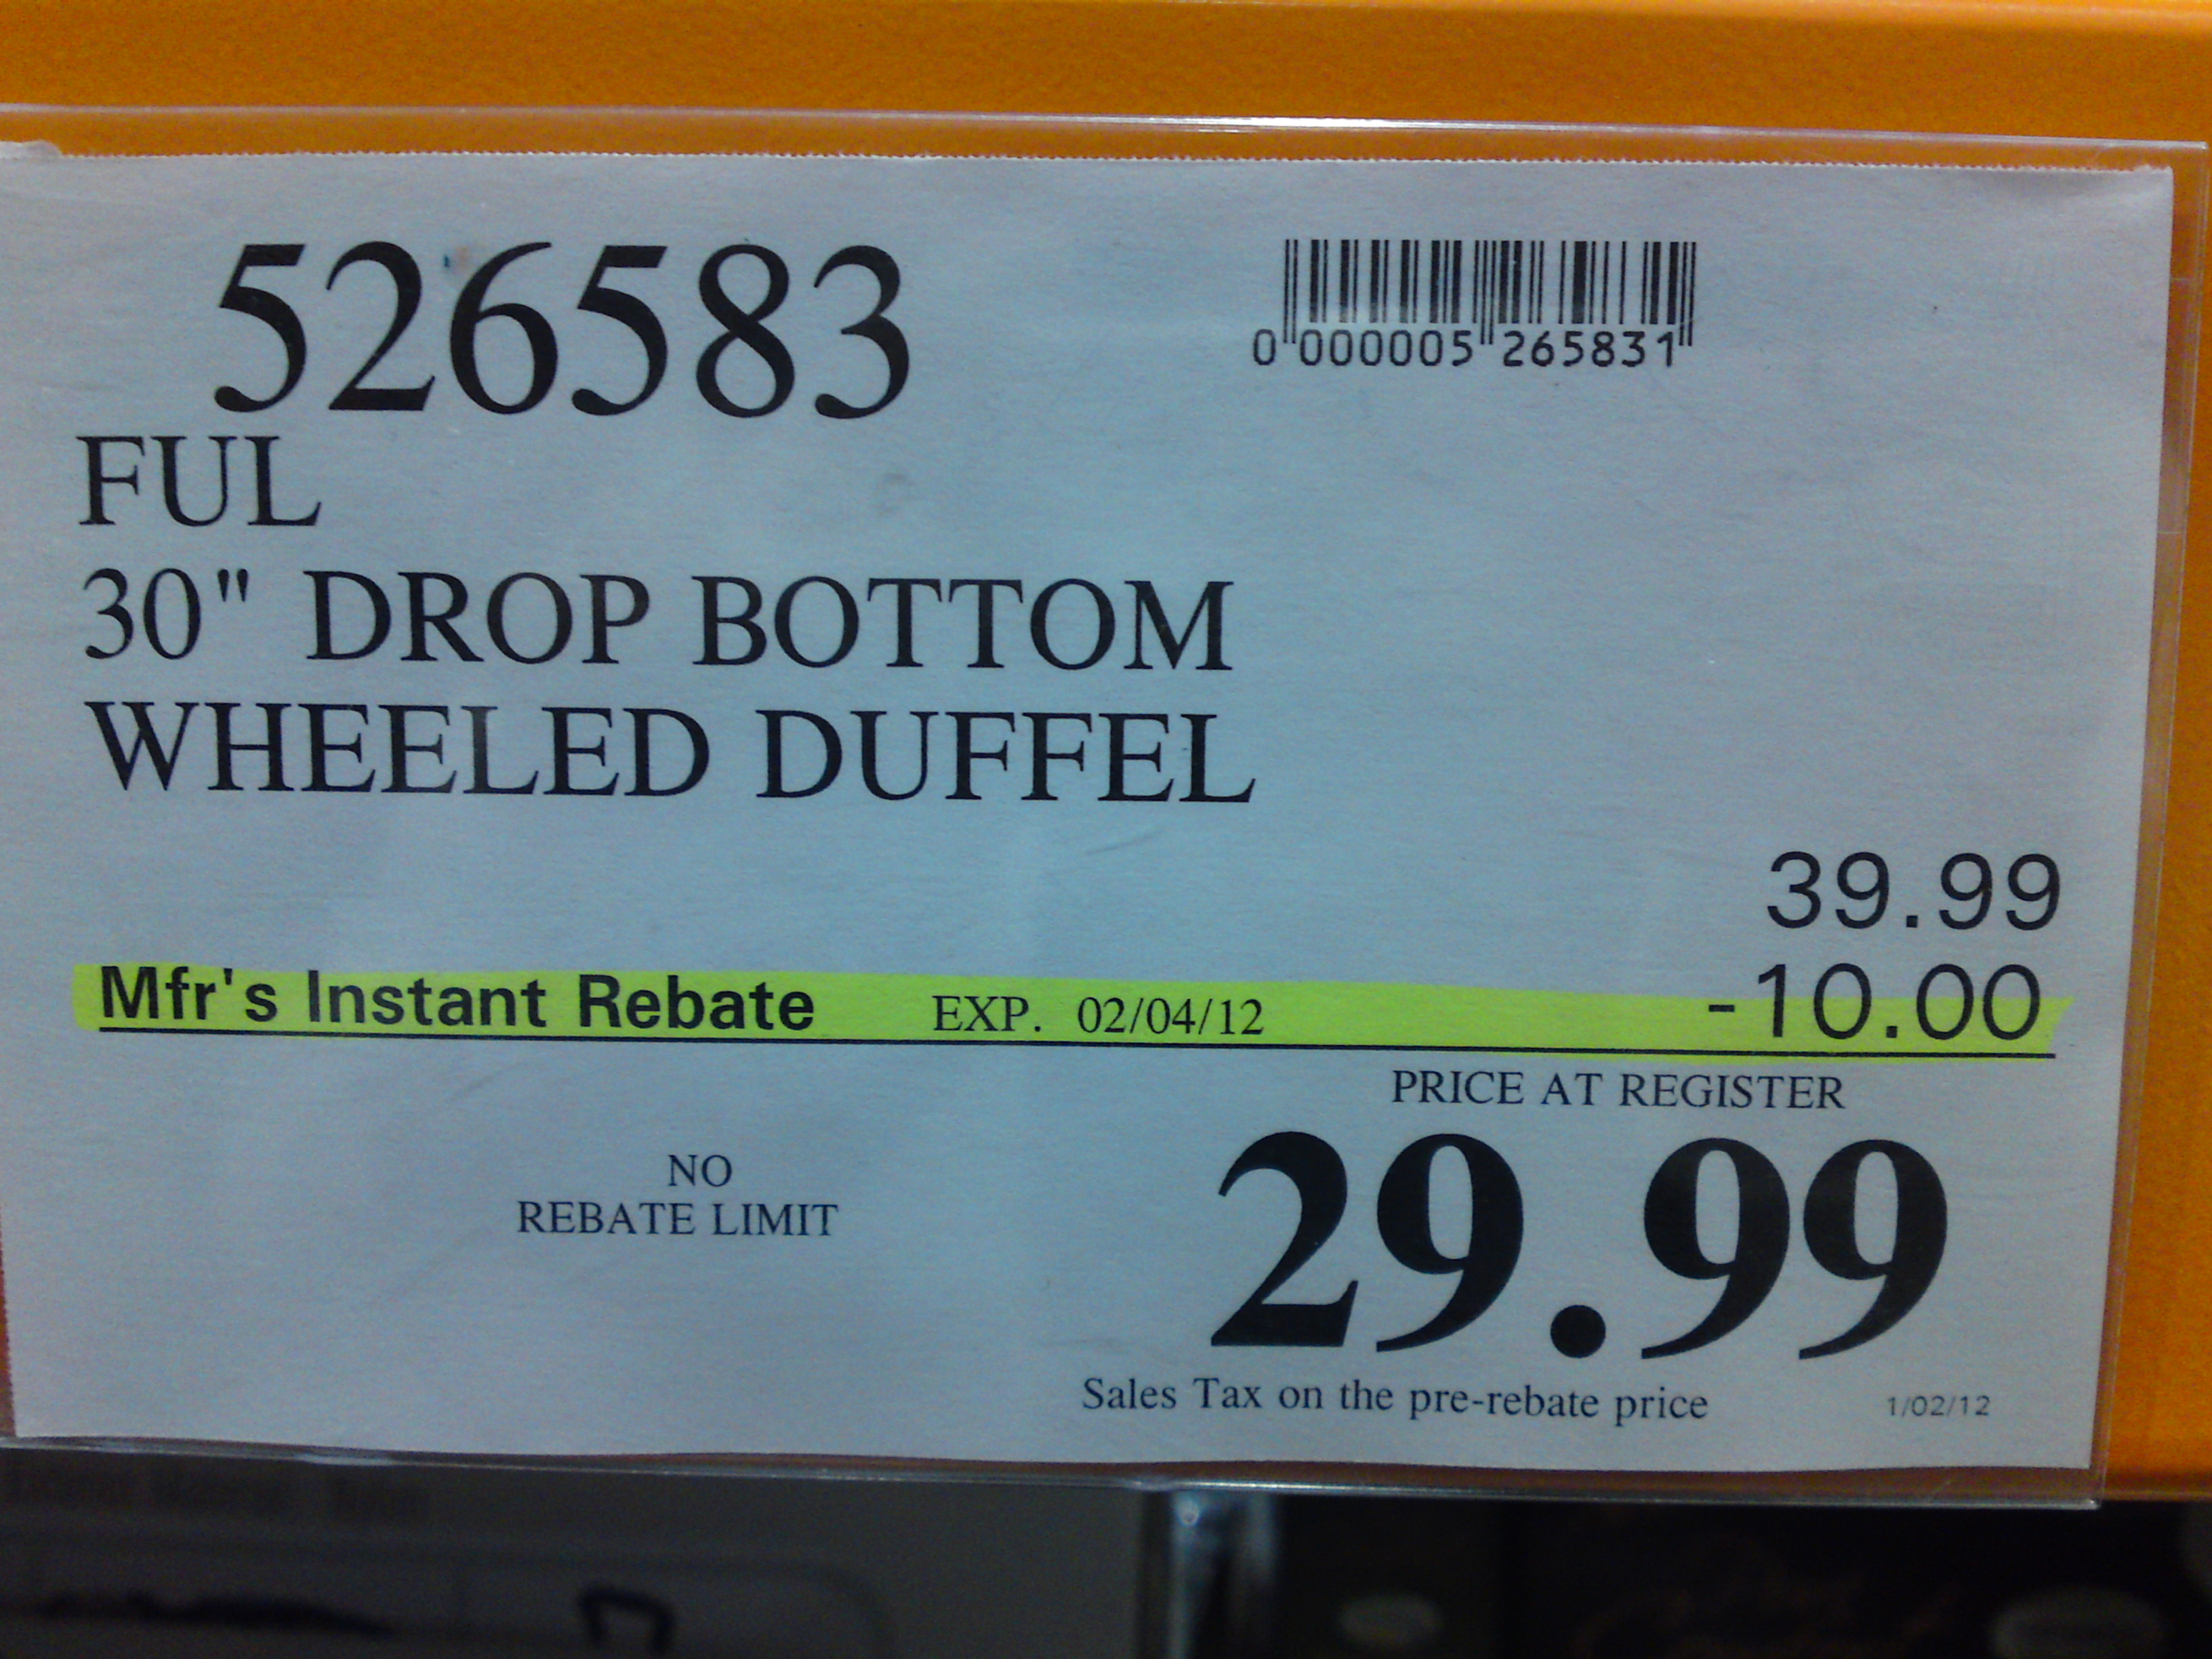 526583
0 000005 265831
FUL
30" DROP BOTTOM
WHEELED DUFFEL
39.99
Mfr's Instant Rebate EXP. 02/04/12 -10.00
PRICE AT REGISTER
29.99
NO
REBATE LIMIT
Sales Tax on the pre-rebate price 1/02/12